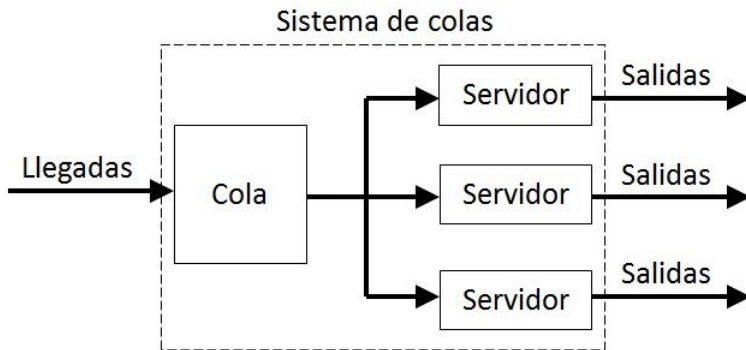 Sistema de colas
Servidor
Salidas
Llegadas
Cola
Servidor
Salidas
Servidor
Salidas